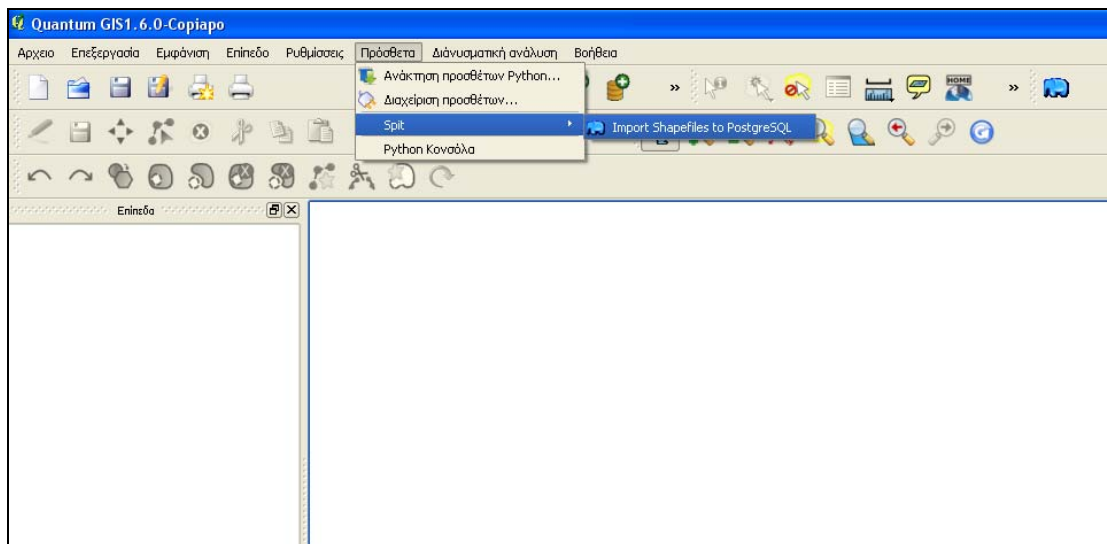 Quantum GIS1.6.0-Copiapo
Αρχειο Επεξεργασία Εμφάνιση Επίπεδο Ρυθμίσσεις Πρόσθετα Διάνυσματική ανάλυση Βοήθεια
Ανάκτηση προσθέτων Python...
Διαχείριση προσθέτων...
Spit
Import Shapefiles to PostgreSQL
Python Κονσόλα
HOME
Επίπεδα